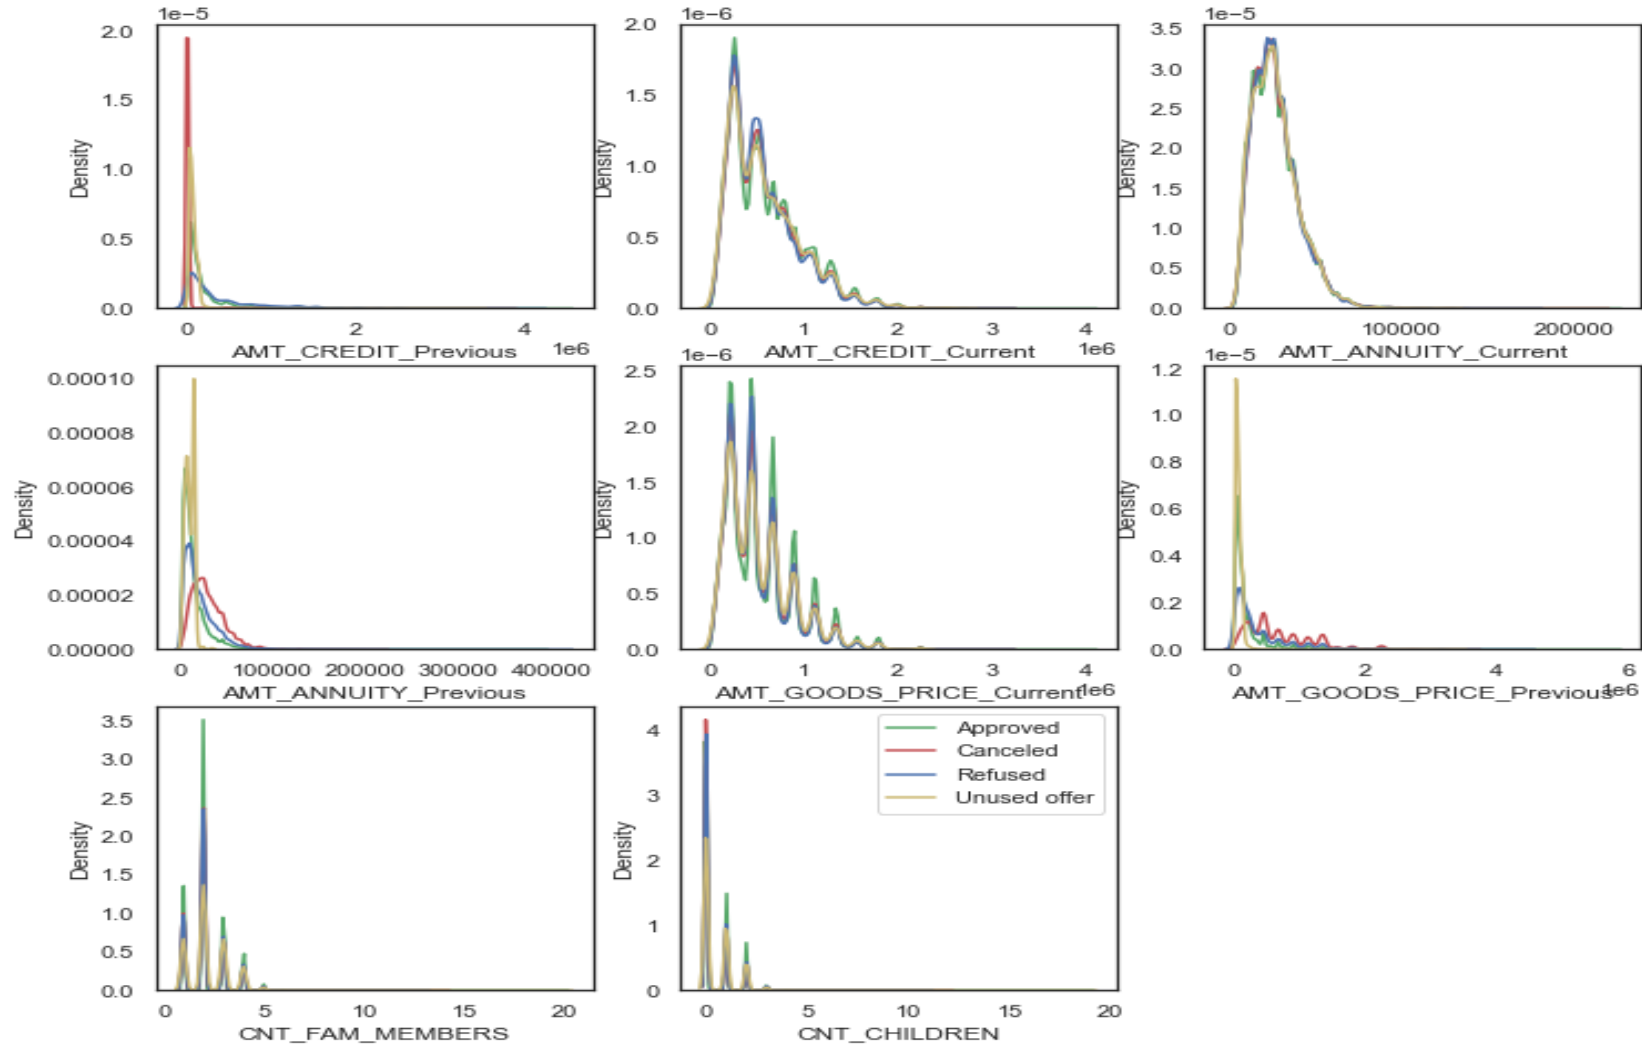 1e−5
2.0
1.5
1.0
0.5
0.0
Density
0 2 4
1e6
AMT_CREDIT_Previous
1e−6
2.0
1.5
1.0
0.5
0.0
Density
0 1 2 3 4
1e6
AMT_CREDIT_Current
1e−5
3.5
3.0
2.5
2.0
1.5
1.0
0.5
0.0
Density
0 100000 200000
AMT_ANNUITY_Current
0.00010
0.00008
0.00006
0.00004
0.00002
0.00000
Density
0 100000 200000 300000 400000
AMT_ANNUITY_Previous
1e−6
2.5
2.0
1.5
1.0
0.5
0.0
Density
0 1 2 3 4
1e6
AMT_GOODS_PRICE_Current
1e−5
1.2
1.0
0.8
0.6
0.4
0.2
0.0
Density
0 2 4 6
1e6
AMT_GOODS_PRICE_Previous
3.5
3.0
2.5
2.0
1.5
1.0
0.5
0.0
Density
0 5 10 15 20
CNT_FAM_MEMBERS
4
3
2
1
0
Density
0 5 10 15 20
CNT_CHILDREN
Approved
Canceled
Refused
Unused offer